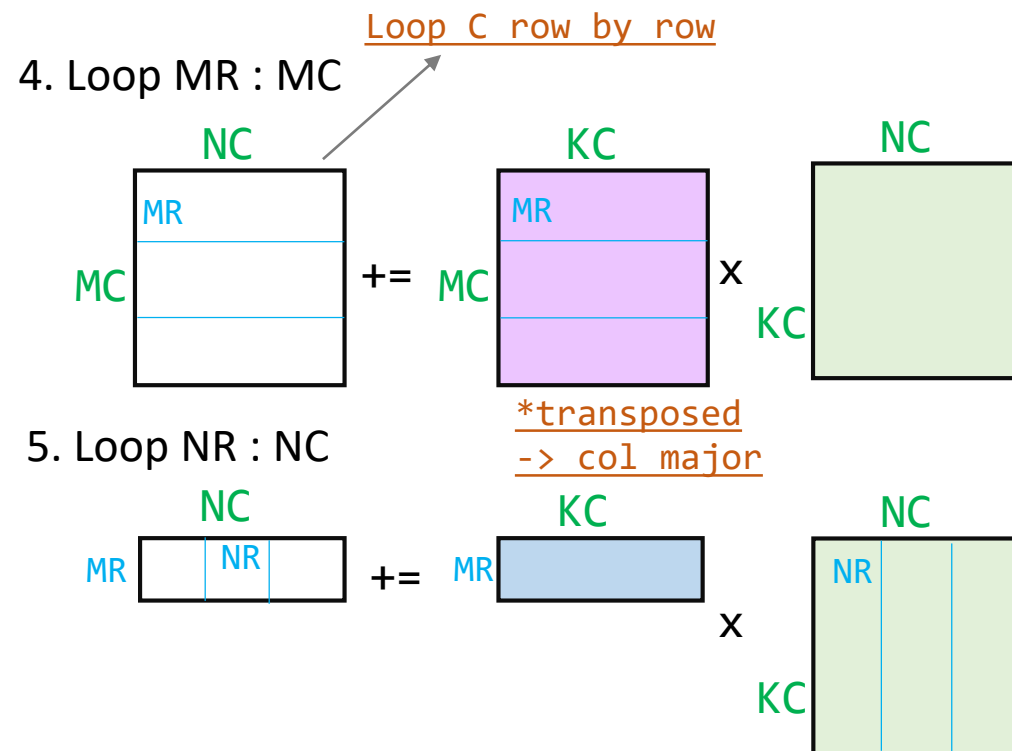 Loop C row by row
4. Loop MR : MC
NC
KC
NC
MR
MR
MC
+=
MC
x
KC
*transposed
-> col major
5. Loop NR : NC
NC
KC
NC
MR
NR
+=
MR
NR
x
KC